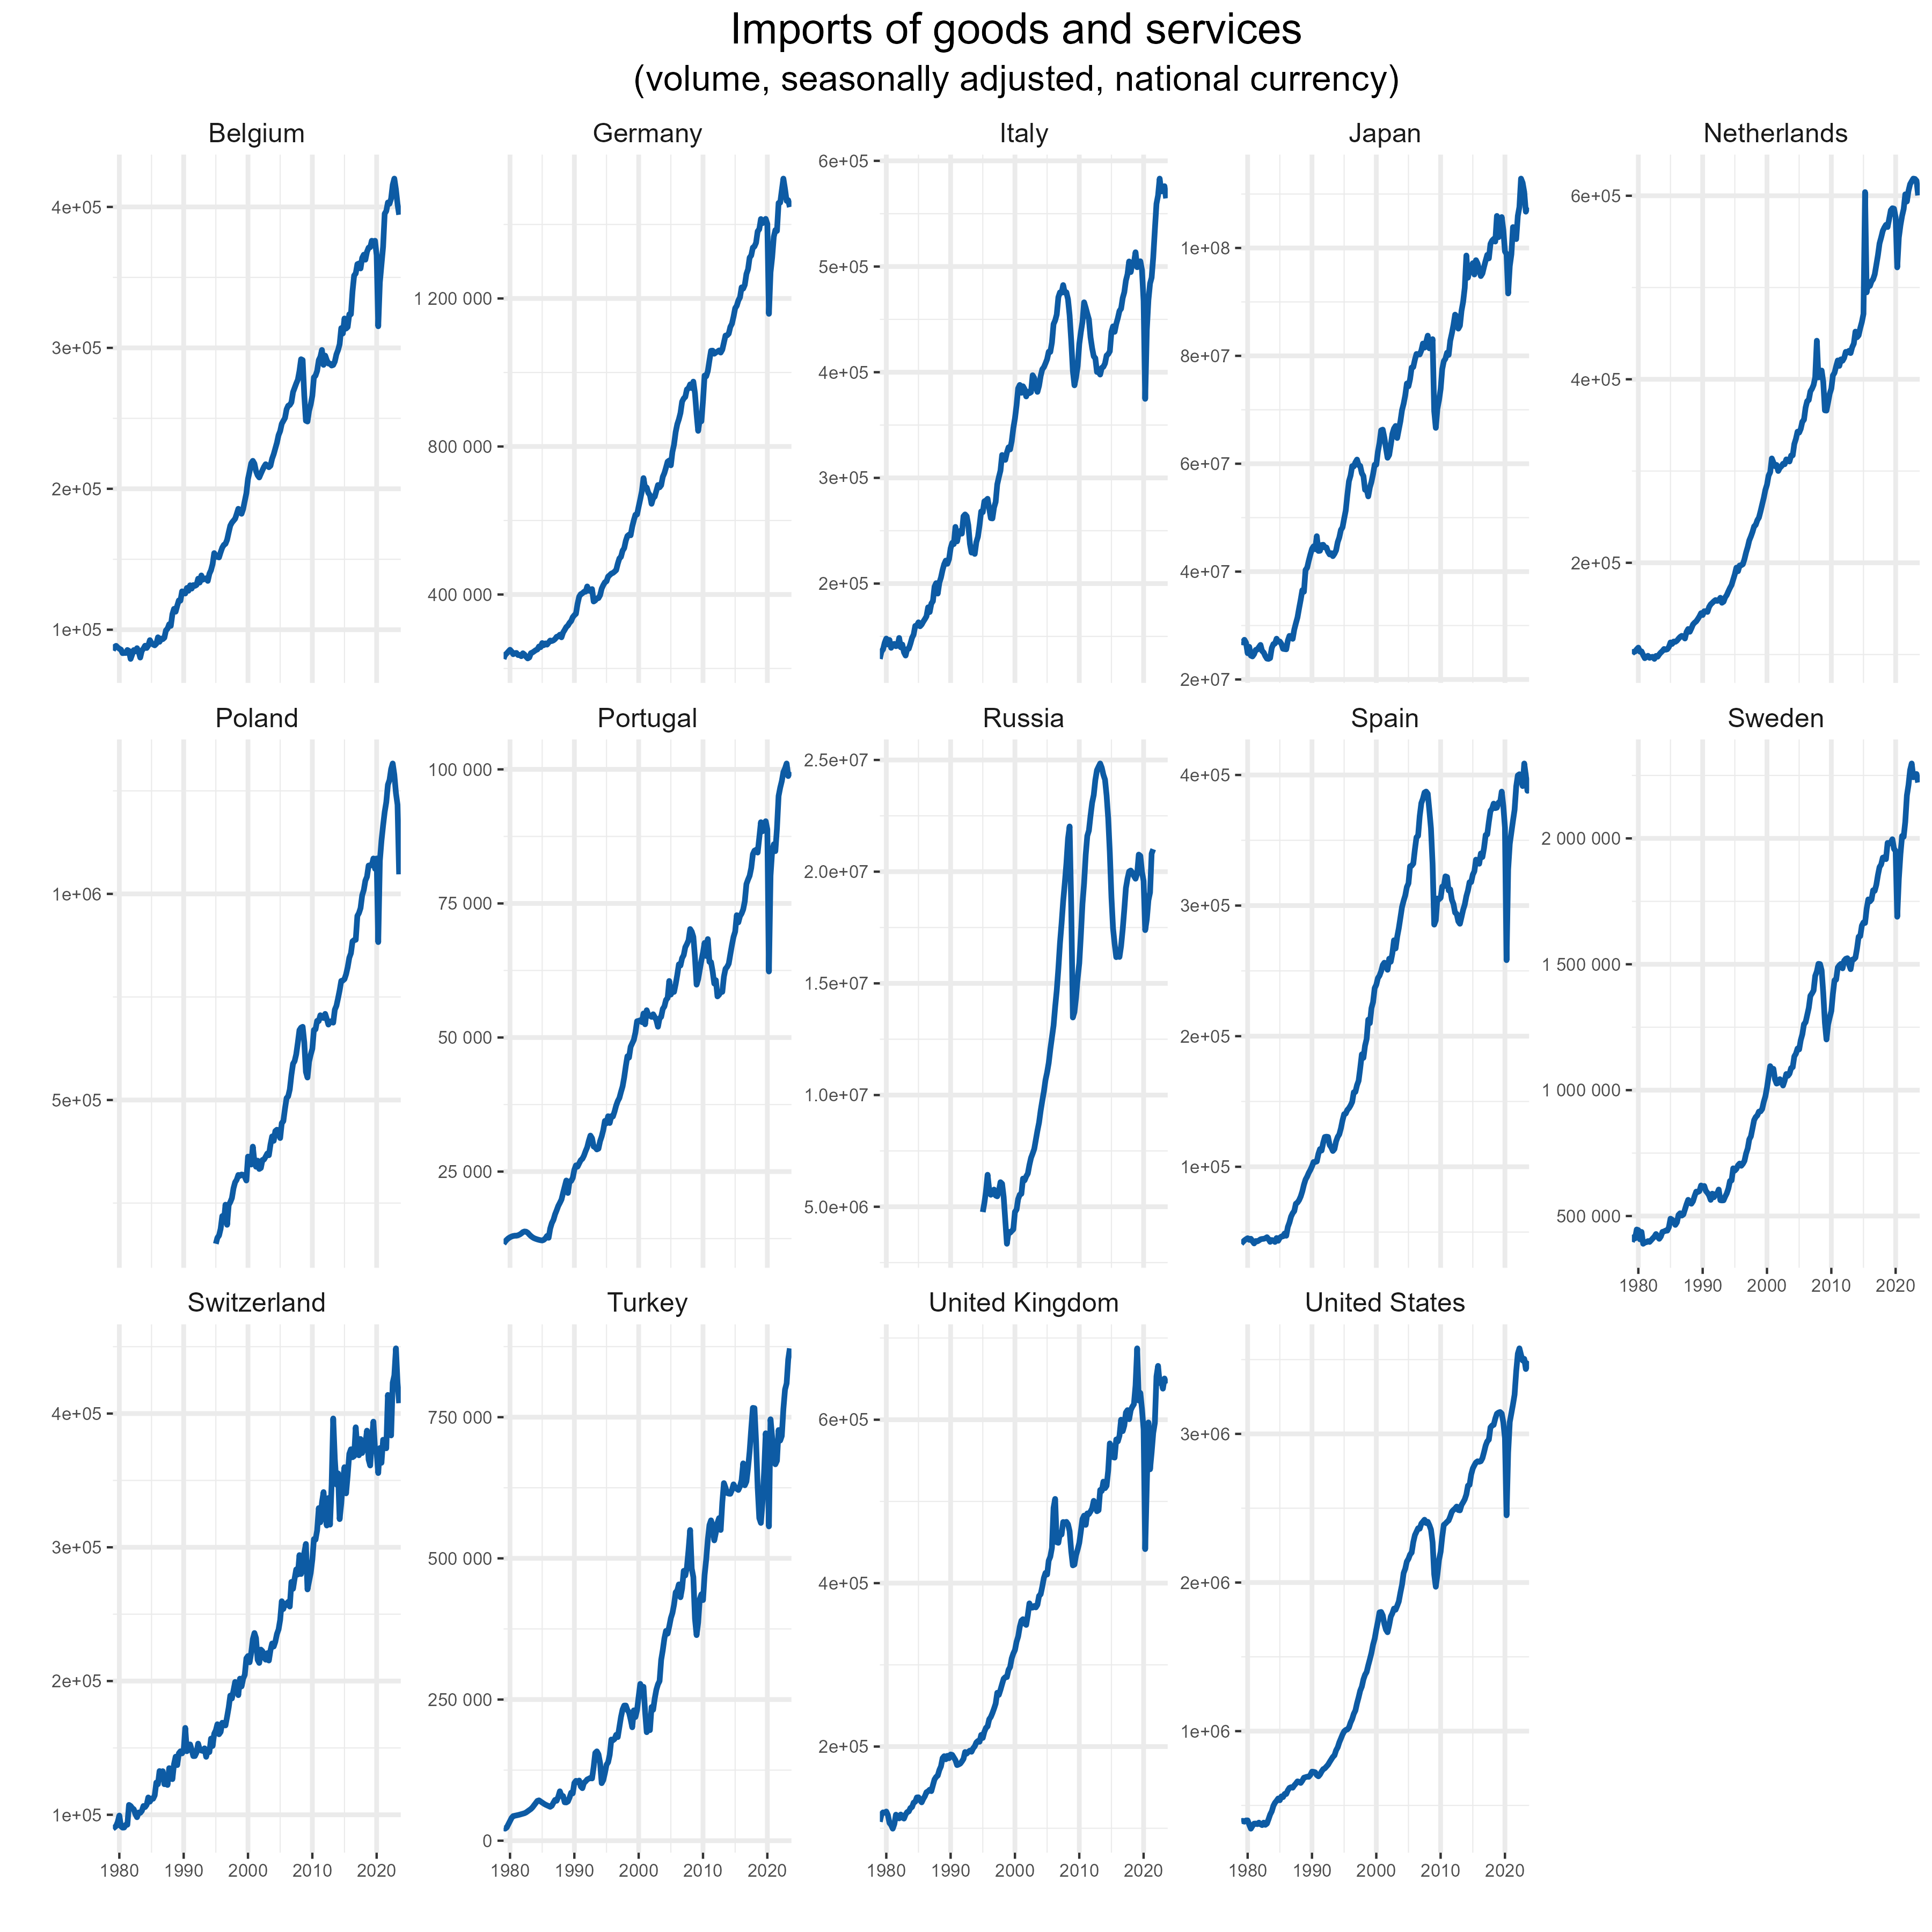 Imports of goods and services
(volume, seasonally adjusted, national currency)
Belgium
Germany
Italy
Japan
Netherlands
4e+05
3e+05
2e+05
1e+05
1 200 000
800 000
400 000
6e+05
5e+05
4e+05
3e+05
2e+05
1e+08
8e+07
6e+07
4e+07
2e+07
6e+05
4e+05
2e+05
Poland
Portugal
Russia
Spain
Sweden
1e+06
5e+05
100 000
75 000
50 000
25 000
2.5e+07
2.0e+07
1.5e+07
1.0e+07
5.0e+06
4e+05
3e+05
2e+05
1e+05
2 000 000
1 500 000
1 000 000
500 000
1980 1990 2000 2010 2020
Switzerland
Turkey
United Kingdom
United States
4e+05
3e+05
2e+05
1e+05
750 000
500 000
250 000
0
6e+05
4e+05
2e+05
3e+06
2e+06
1e+06
1980 1990 2000 2010 2020
1980 1990 2000 2010 2020
1980 1990 2000 2010 2020
1980 1990 2000 2010 2020